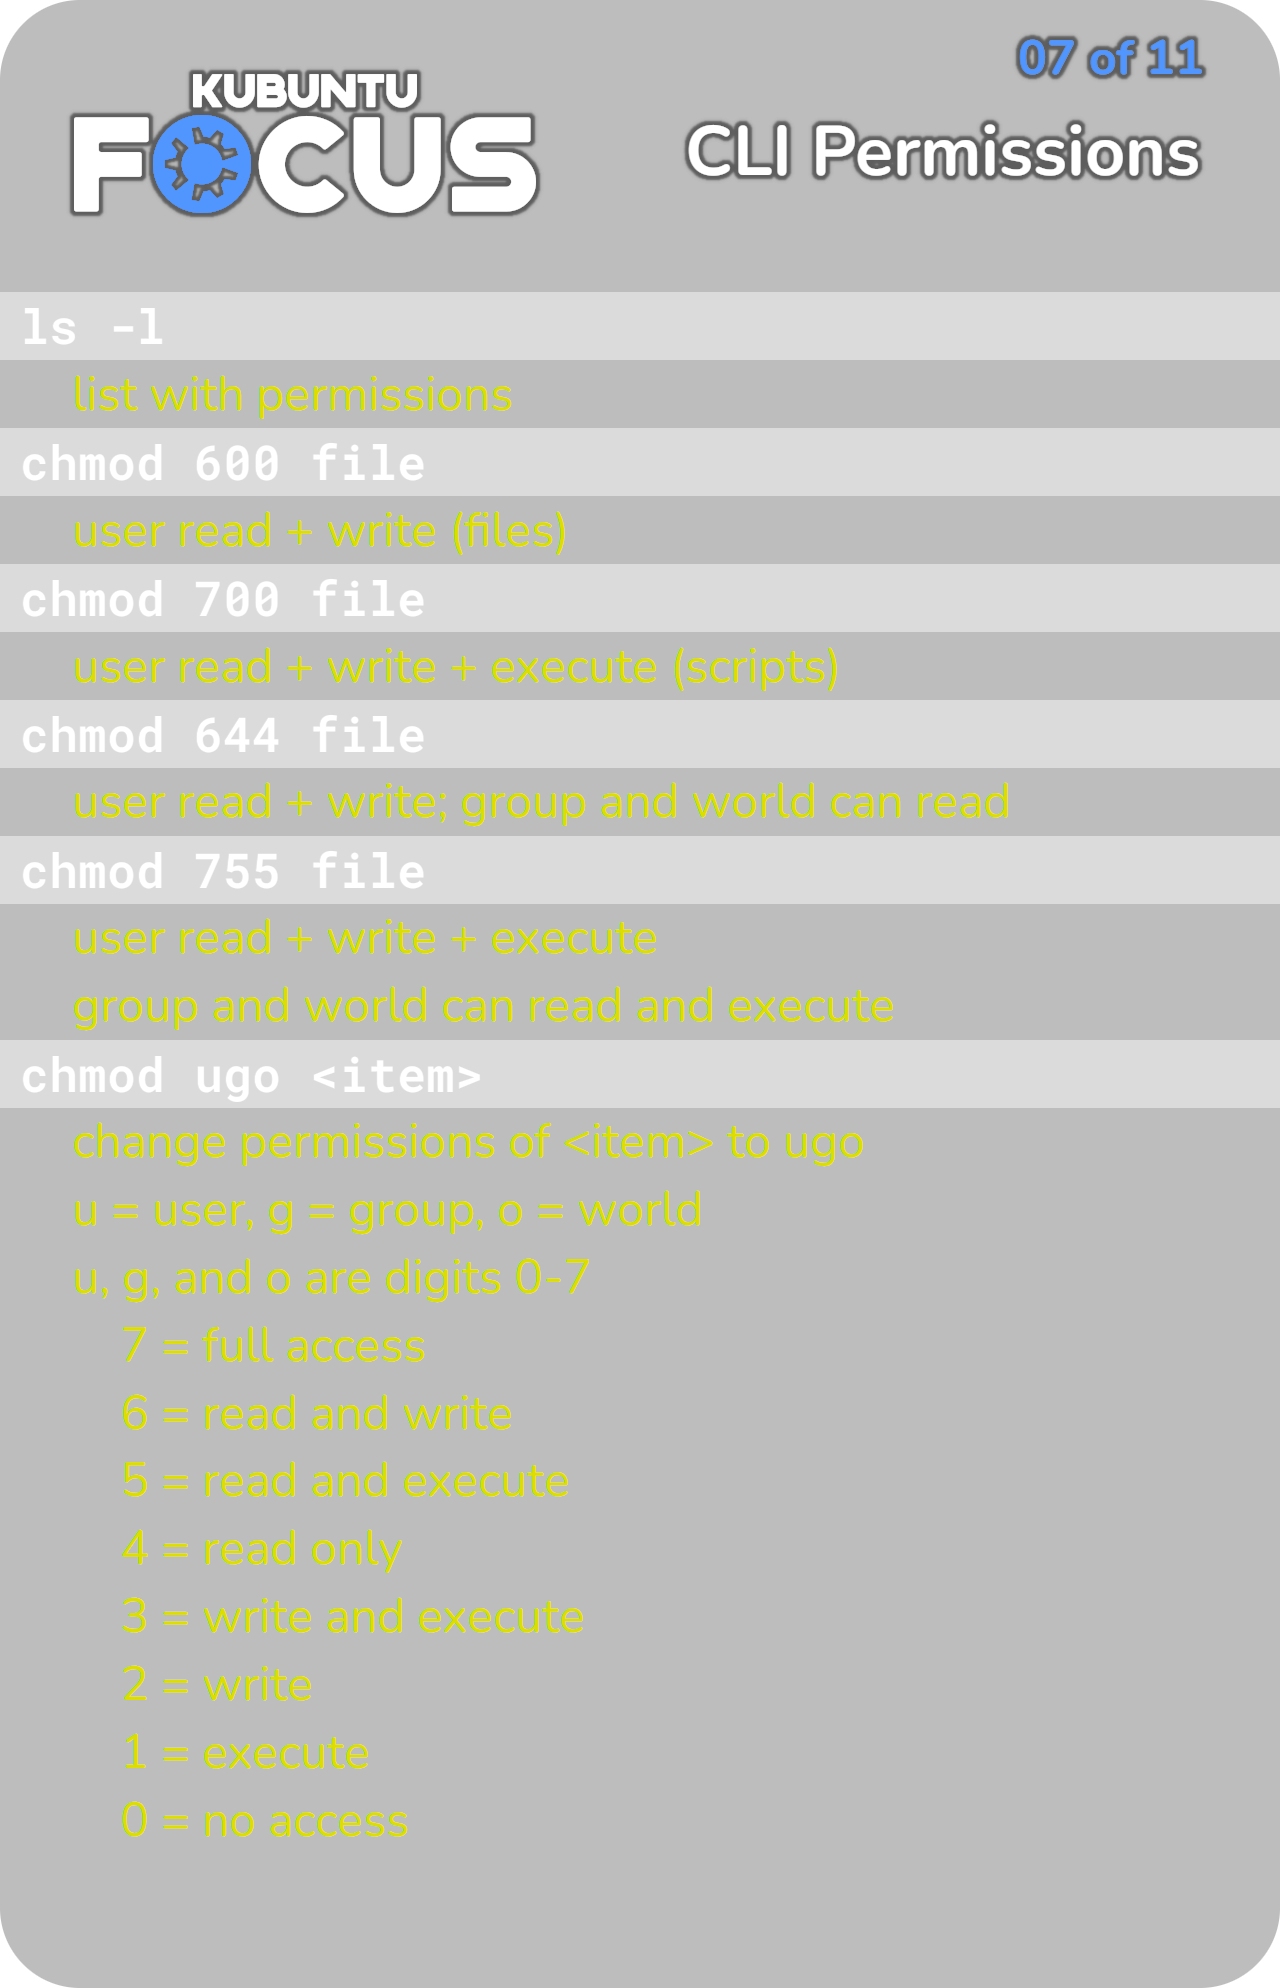 07 of 11
KUBUNTU
FOCUS
CLI Permissions
ls -l
list with permissions
chmod 600 file
user read + write (files)
chmod 700 file
user read + write + execute (scripts)
chmod 644 file
user read + write; group and world can read
chmod 755 file
user read + write + execute
group and world can read and execute
chmod ugo <item>
change permissions of <item> to ugo
u = user, g = group, o = world
u, g, and o are digits 0-7
7 = full access
6 = read and write
5 = read and execute
4 = read only
3 = write and execute
2 = write
1 = execute
0 = no access